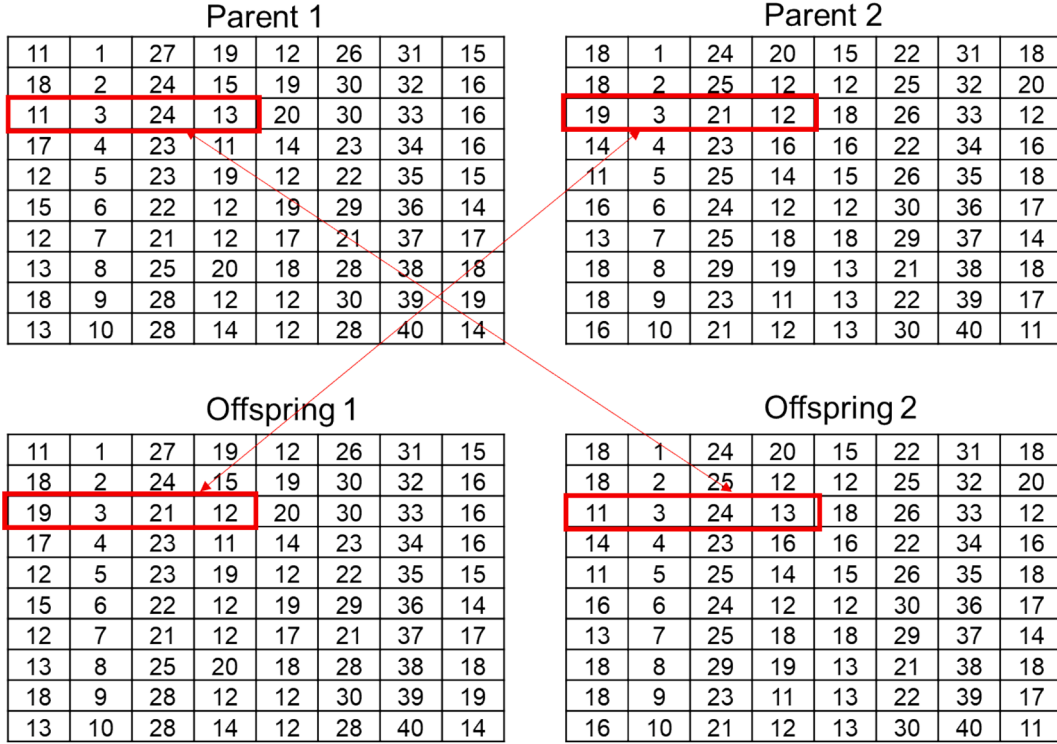 Parent 1
11 1 27 19 12 26 31 15
18 2 24 15 19 30 32 16
11 3 24 13 20 30 33 16
17 4 23 11 14 23 34 16
12 5 23 19 12 22 35 15
15 6 22 12 19 29 36 14
12 7 21 12 17 21 37 17
13 8 25 20 18 28 38 18
18 9 28 12 12 30 39 19
13 10 28 14 12 28 40 14
Parent 2
18 1 24 20 15 22 31 18
18 2 25 12 12 25 32 20
19 3 21 12 18 26 33 12
14 4 23 16 16 22 34 16
11 5 25 14 15 26 35 18
16 6 24 12 12 30 36 17
13 7 25 18 18 29 37 14
18 8 29 19 13 21 38 18
18 9 23 11 13 22 39 17
16 10 21 12 13 30 40 11
Offspring 1
11 1 27 19 12 26 31 15
18 2 24 15 19 30 32 16
19 3 21 12 20 30 33 16
17 4 23 11 14 23 34 16
12 5 23 19 12 22 35 15
15 6 22 12 19 29 36 14
12 7 21 12 17 21 37 17
13 8 25 20 18 28 38 18
18 9 28 12 12 30 39 19
13 10 28 14 12 28 40 14
Offspring 2
18 1 24 20 15 22 31 18
18 2 25 12 12 25 32 20
11 3 24 13 18 26 33 12
14 4 23 16 16 22 34 16
11 5 25 14 15 26 35 18
16 6 24 12 12 30 36 17
13 7 25 18 18 29 37 14
18 8 29 19 13 21 38 18
18 9 23 11 13 22 39 17
16 10 21 12 13 30 40 11